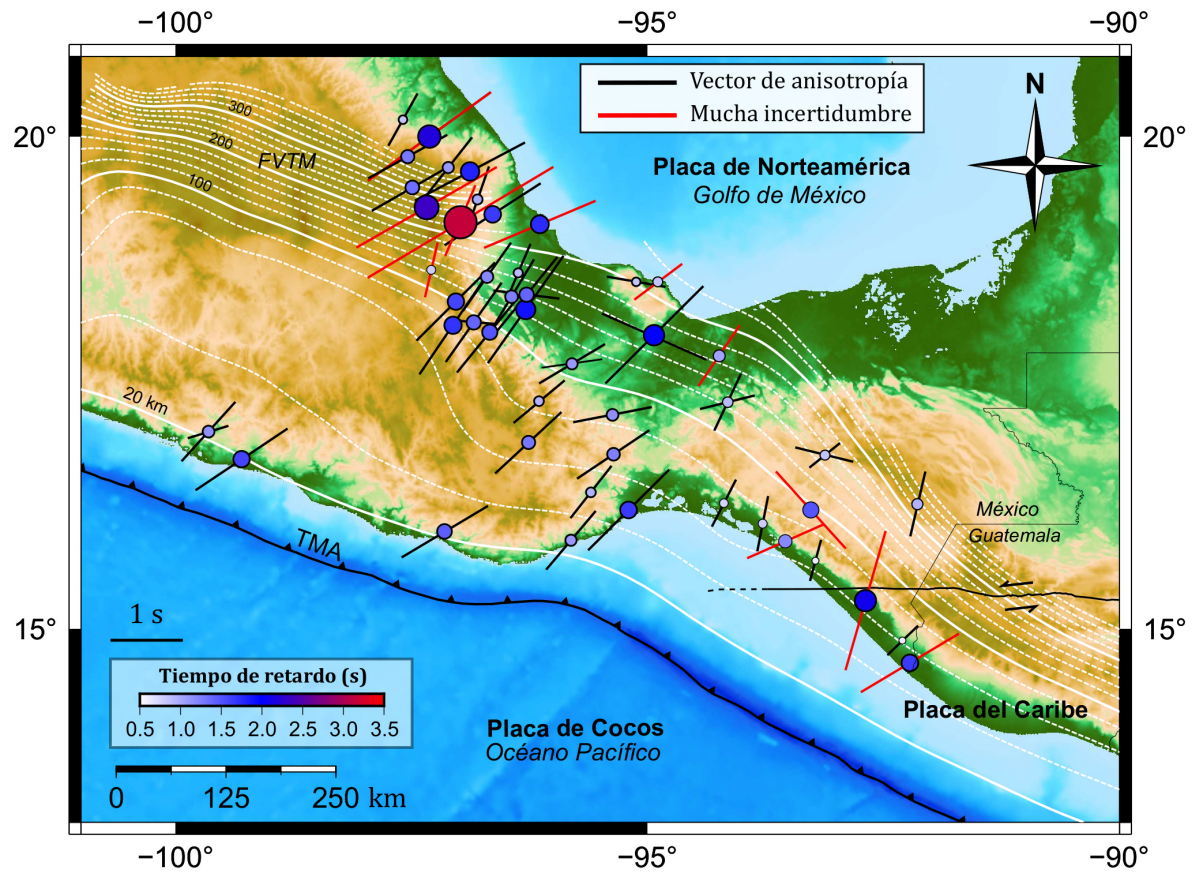 −100°
−95°
−90°
Vector de anisotropía
Mucha incertidumbre
N
20°
20°
300
200
FVTM
100
Placa de Norteamérica
Golfo de México
20 km
México
Guatemala
TMA
1 s
15°
15°
Tiempo de retardo (s)
0.5 1.0 1.5 2.0 2.5 3.0 3.5
Placa del Caribe
Placa de Cocos
Océano Pacífico
0 125 250 km
−100°
−95°
−90°